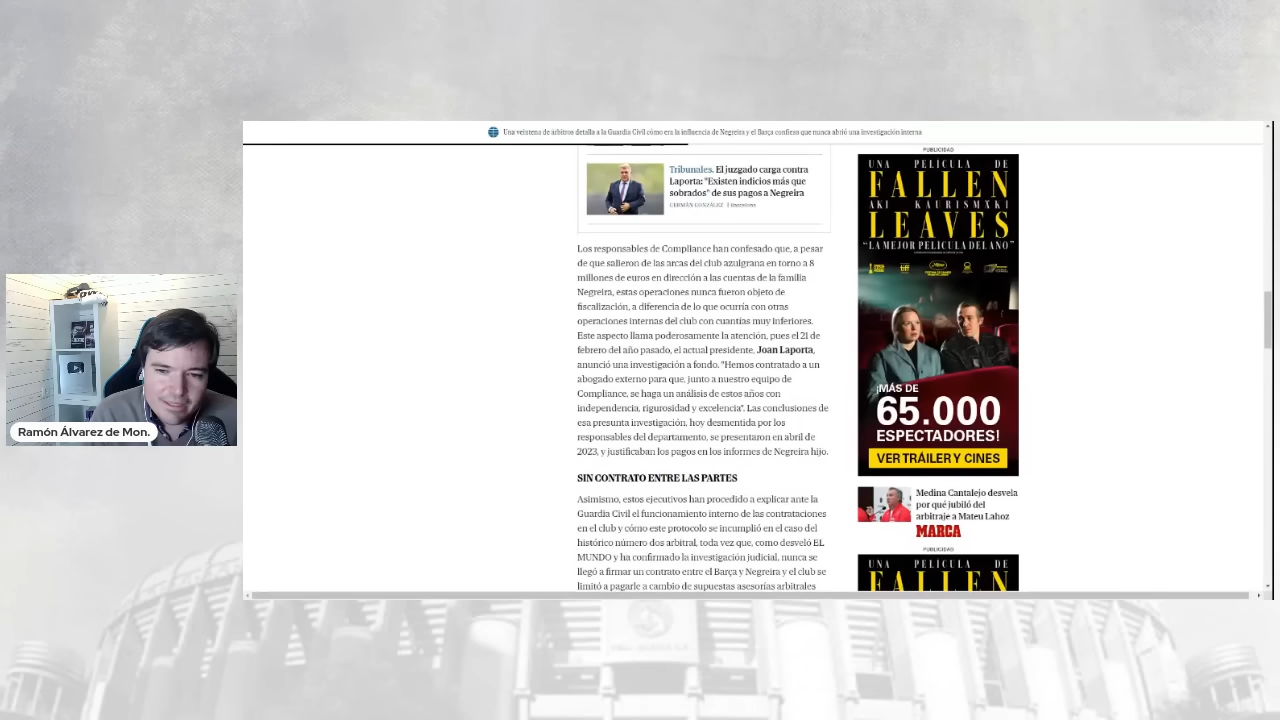 Una veintena de árbitros detalla a la Guardia Civil cómo era la influencia de Negreira y el Barça confiesa que nunca abrió una investigación interna
Tribunales. El juzgado carga contra
Laporta: "Existen indicios más que
sobrados" de sus pagos a Negreira
GERMÁN GONZÁLEZ | Barcelona
Los responsables de Compliance han confesado que, a pesar
de que salieron de las arcas del club azulgrana en torno a 8
millones de euros en dirección a las cuentas de la familia
Negreira, estas operaciones nunca fueron objeto de
fiscalización, a diferencia de lo que ocurría con otras
operaciones internas del club con cuantías muy inferiores.
Este aspecto llama poderosamente la atención, pues el 21 de
febrero del año pasado, el actual presidente, Joan Laporta,
anunció una investigación a fondo. "Hemos contratado a un
abogado externo para que, junto a nuestro equipo de
Compliance, se haga un análisis de estos años con
independencia, rigurosidad y excelencia". Las conclusiones de
esa presunta investigación, hoy desmentida por los
responsables del departamento, se presentaron en abril de
2023, y justificaban los pagos en los informes de Negreira hijo.
SIN CONTRATO ENTRE LAS PARTES
Asimismo, estos ejecutivos han procedido a explicar ante la
Guardia Civil el funcionamiento interno de las contrataciones
en el club y cómo este protocolo se incumplió en el caso del
histórico número dos arbitral, toda vez que, como desveló EL
MUNDO y ha confirmado la investigación judicial, nunca se
llegó a firmar un contrato entre el Barça y Negreira y el club se
limitó a pagarle a cambio de supuestas asesorías arbitrales
PUBLICIDAD
UNA PELÍCULA DE
FALLEN
AKI KAURISMÄKI
LEAVES
"LA MEJOR PELÍCULA DEL AÑO"
¡MÁS DE
65.000
ESPECTADORES!
VER TRÁILER Y CINES
Medina Cantalejo desvela
por qué jubiló del
arbitraje a Mateu Lahoz
MARCA
PUBLICIDAD
UNA PELÍCULA DE
FALLEN
Ramón Álvarez de Mon.